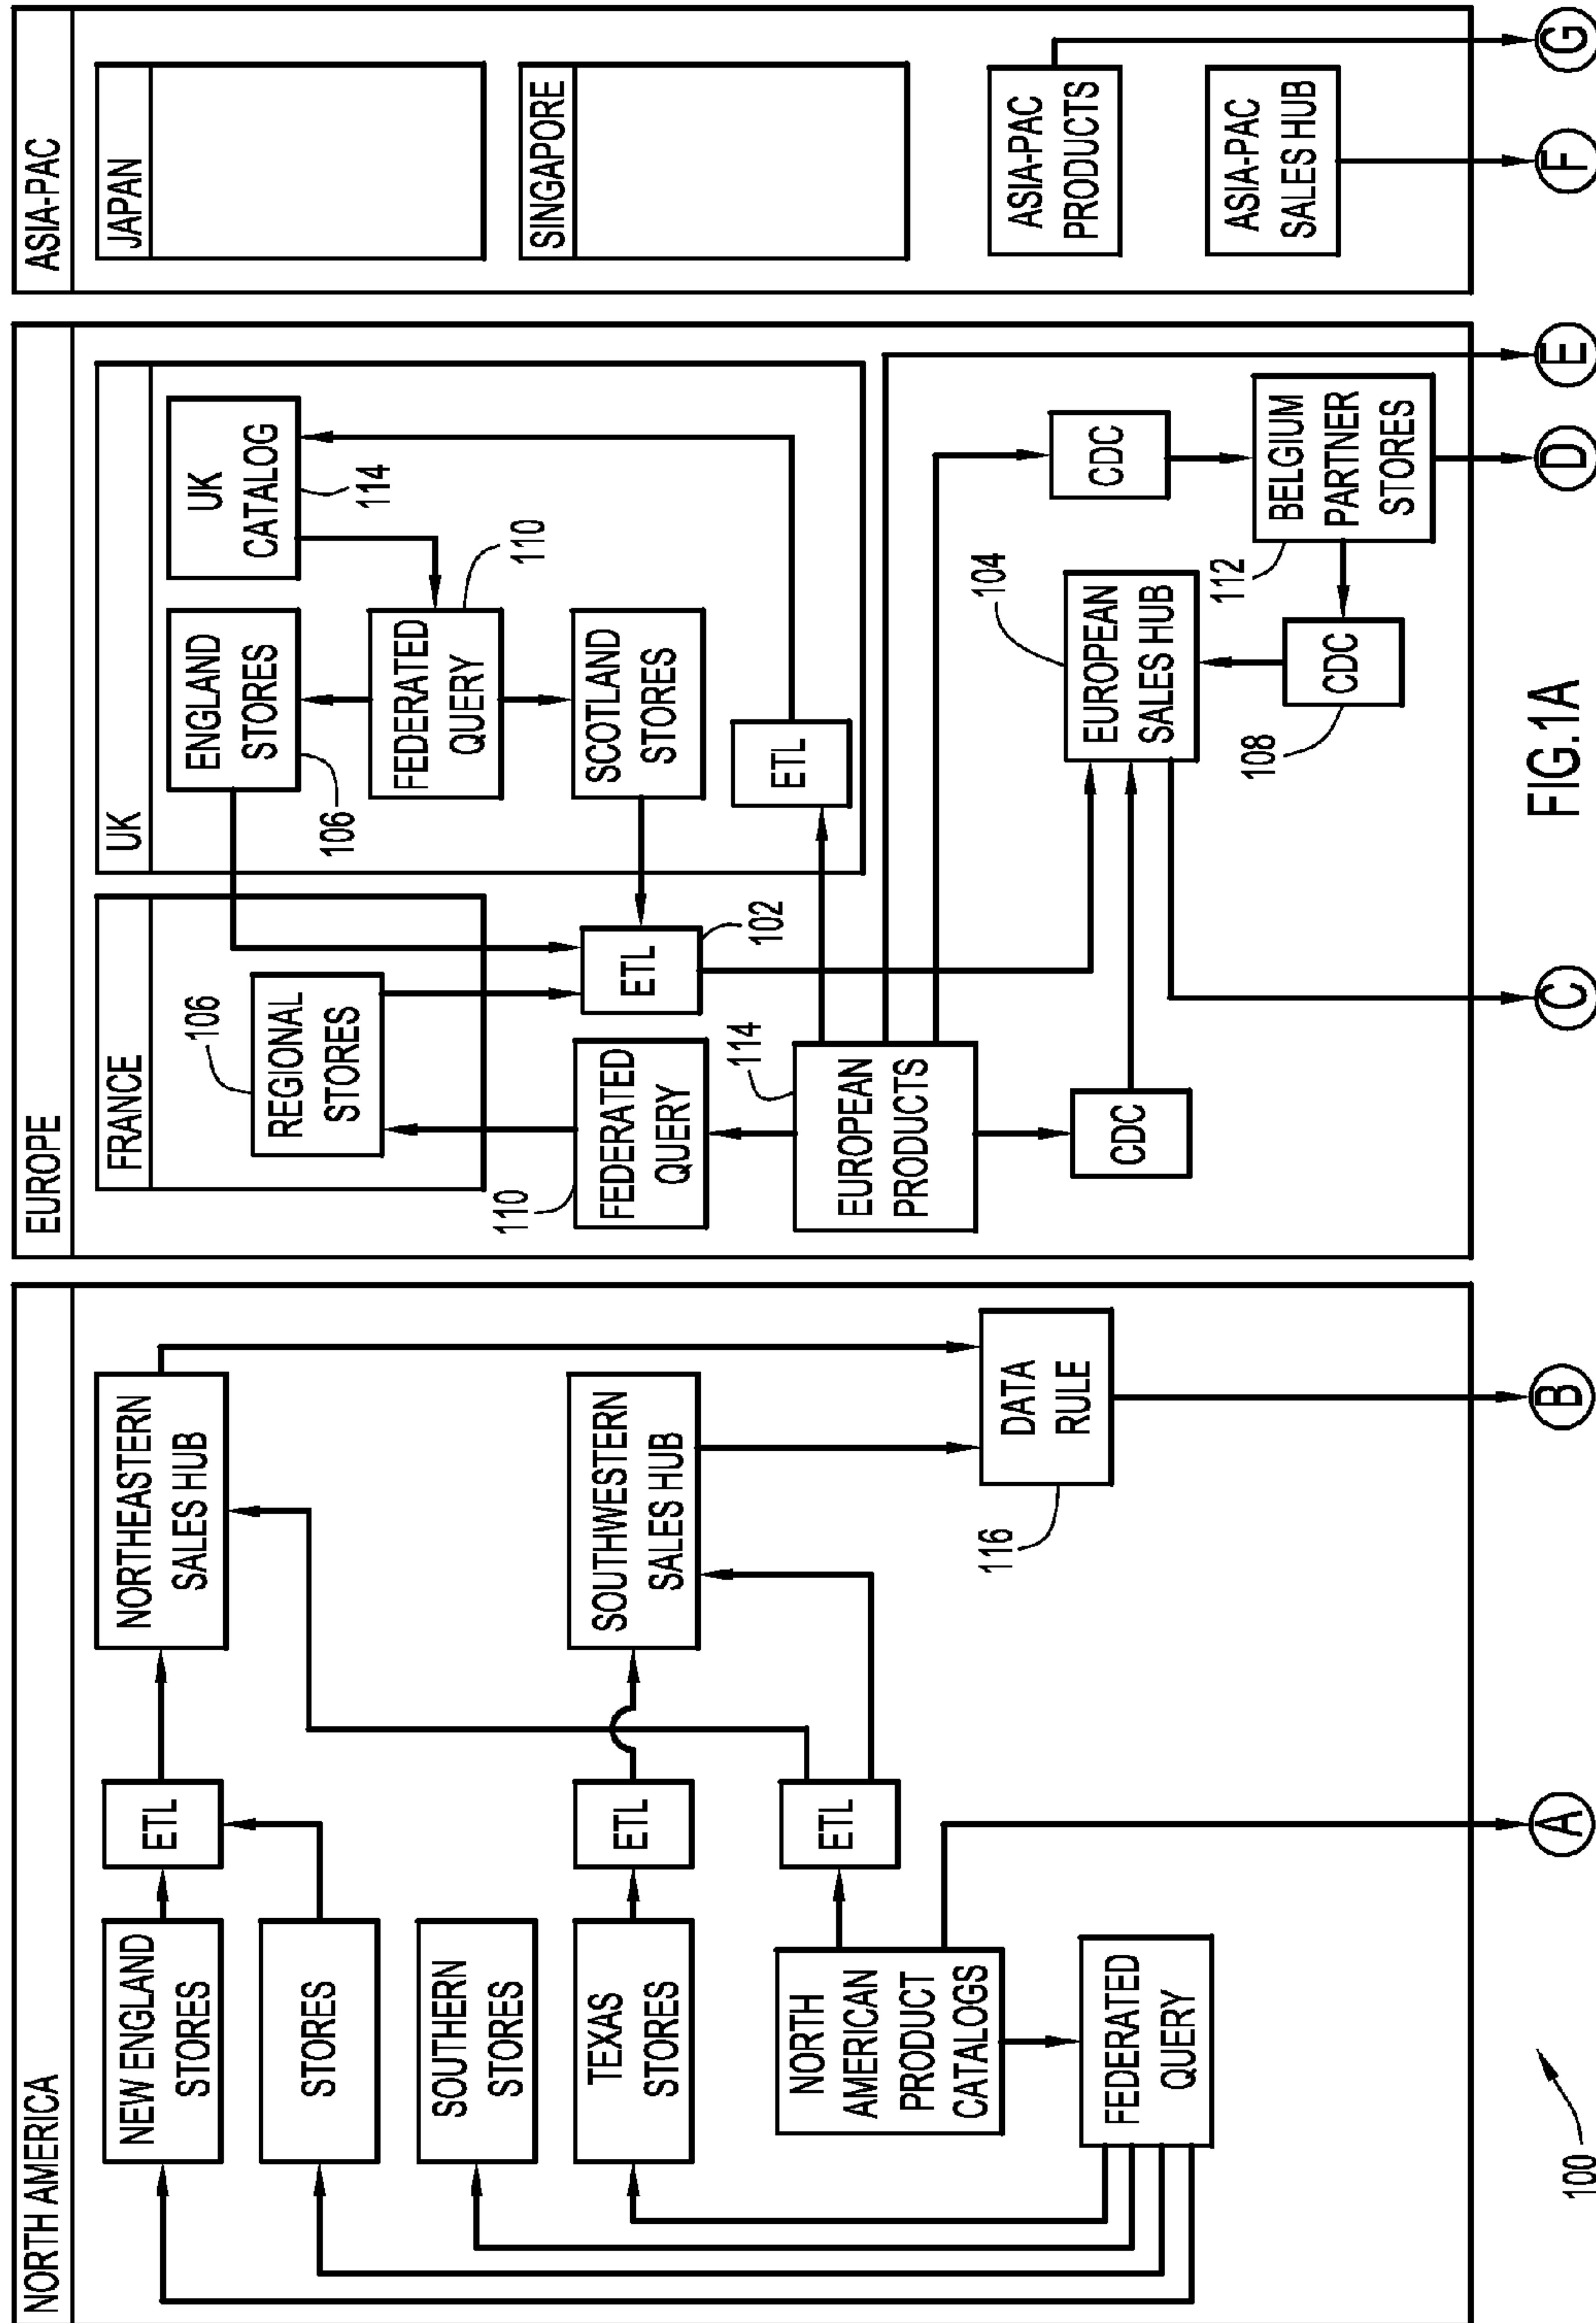 NORTH AMERICA
NEW ENGLAND
STORES
ETL
NORTHEASTERN
SALES HUB
STORES
SOUTHERN
STORES
TEXAS
STORES
ETL
SOUTHWESTERN
SALES HUB
NORTH
AMERICAN
PRODUCT
CATALOGS
ETL
DATA
RULE
116
FEDERATED
QUERY
EUROPE
FRANCE
106
REGIONAL
STORES
110
FEDERATED
QUERY
ETL
102
114
EUROPEAN
PRODUCTS
CDC
UK
ENGLAND
STORES
106
UK
CATALOG
114
FEDERATED
QUERY
110
SCOTLAND
STORES
ETL
CDC
104
EUROPEAN
SALES HUB
112
BELGIUM
PARTNER
STORES
CDC
108
ASIA-PAC
JAPAN
SINGAPORE
ASIA-PAC
PRODUCTS
ASIA-PAC
SALES HUB
A
B
C
D
E
F
G
100
FIG.1A